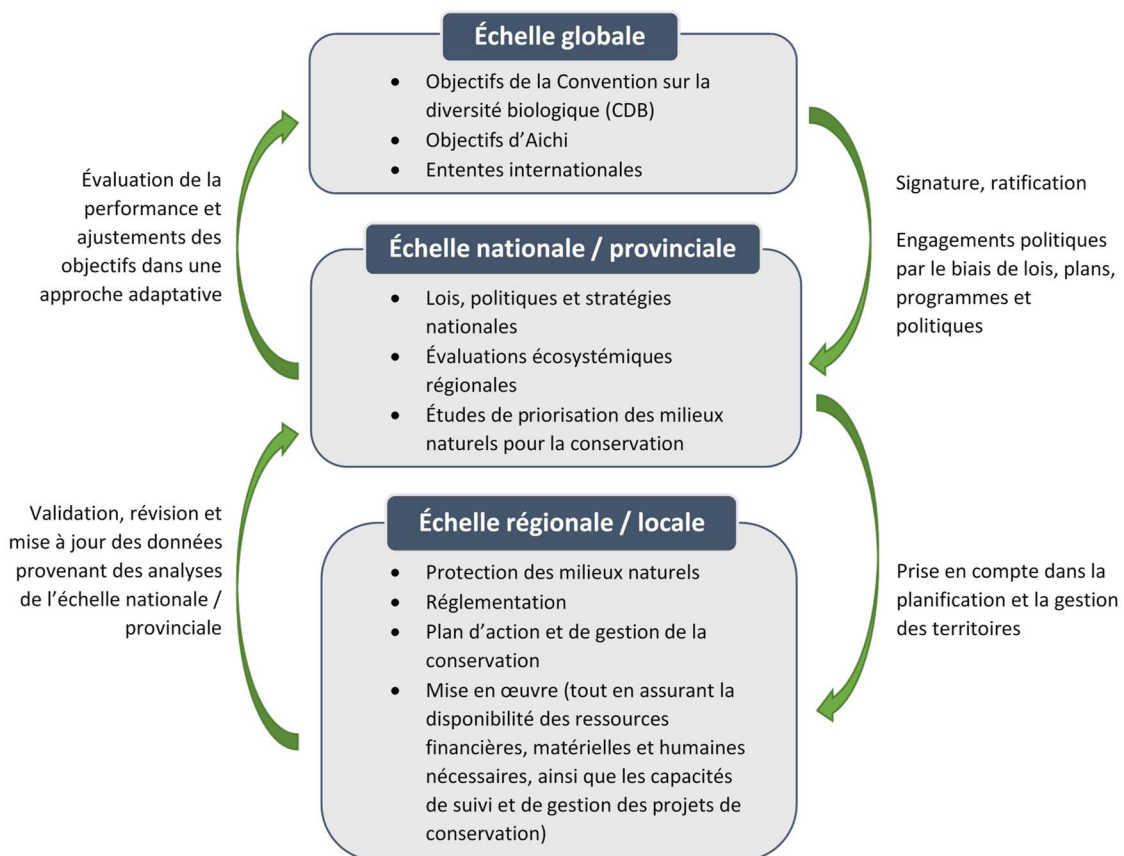 Échelle globale
• Objectifs de la Convention sur la
diversité biologique (CDB)
• Objectifs d’Aichi
• Ententes internationales
Évaluation de la
performance et
ajustements des
objectifs dans une
approche adaptative
Signature, ratification
Engagements politiques
par le biais de lois, plans,
programmes et
politiques
Échelle nationale / provinciale
• Lois, politiques et stratégies
nationales
• Évaluations écosystémiques
régionales
• Études de priorisation des milieux
naturels pour la conservation
Validation, révision et
mise à jour des données
provenant des analyses
de l’échelle nationale /
provinciale
Prise en compte dans la
planification et la gestion
des territoires
Échelle régionale / locale
• Protection des milieux naturels
• Réglementation
• Plan d’action et de gestion de la
conservation
• Mise en œuvre (tout en assurant la
disponibilité des ressources
financières, matérielles et humaines
nécessaires, ainsi que les capacités
de suivi et de gestion des projets de
conservation)